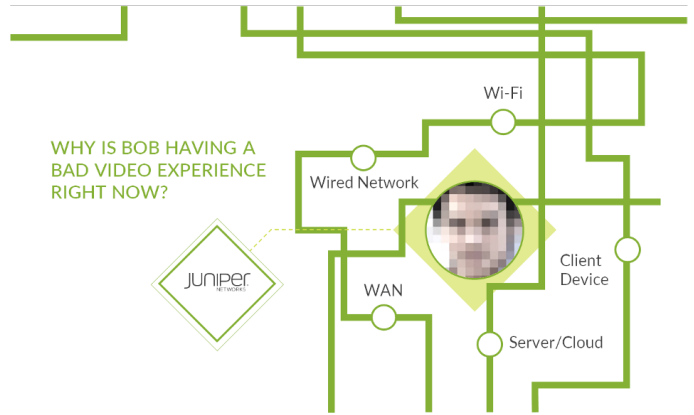 WHY IS BOB HAVING A
BAD VIDEO EXPERIENCE
RIGHT NOW?
Wi-Fi
Wired Network
JUNIPER
NETWORKS
WAN
Client
Device
Server/Cloud